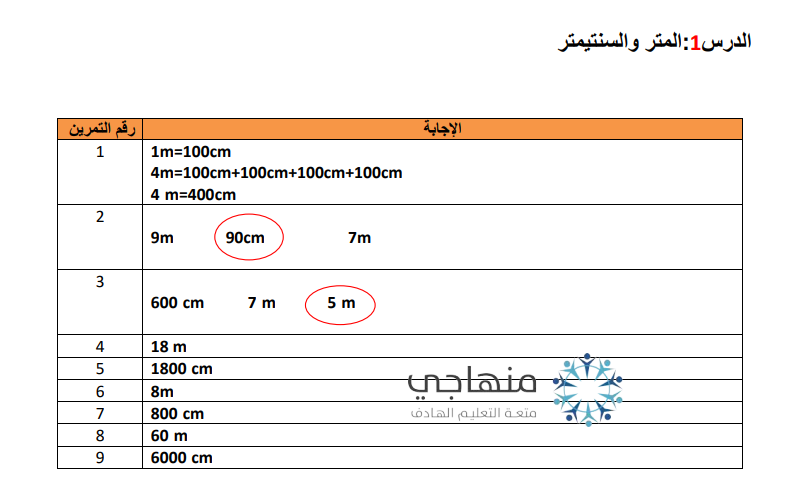 الدرس1:المتر والسنتيمتر
رقم التمرين الإجابة
1 1m=100cm
4m=100cm+100cm+100cm+100cm
4 m=400cm
2 9m 90cm 7m
3 600 cm 7 m 5 m
4 18 m
5 1800 cm
6 8m
7 800 cm
8 60 m
9 6000 cm
منهاجي
متعة التعليم الهادف